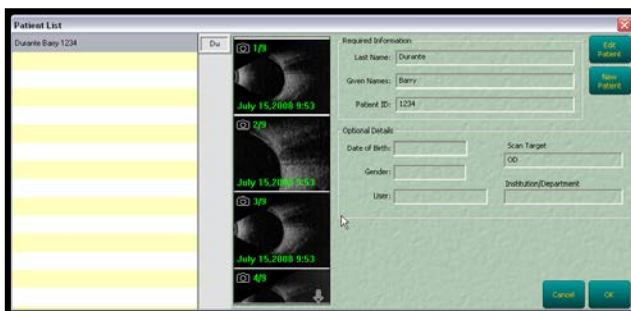 Patient List
Durante Barry 1234
Du
1/9
July 15,2008 9:53
2/9
July 15,2008 9:53
3/9
July 15,2008 9:53
4/9
Required Information
Last Name: Durante
Given Names: Barry
Patient ID: 1234
Edit Patient
New Patient
Optional Details
Date of Birth:
Gender:
User:
Scan Target
OD
Institution/Department
Cancel
OK